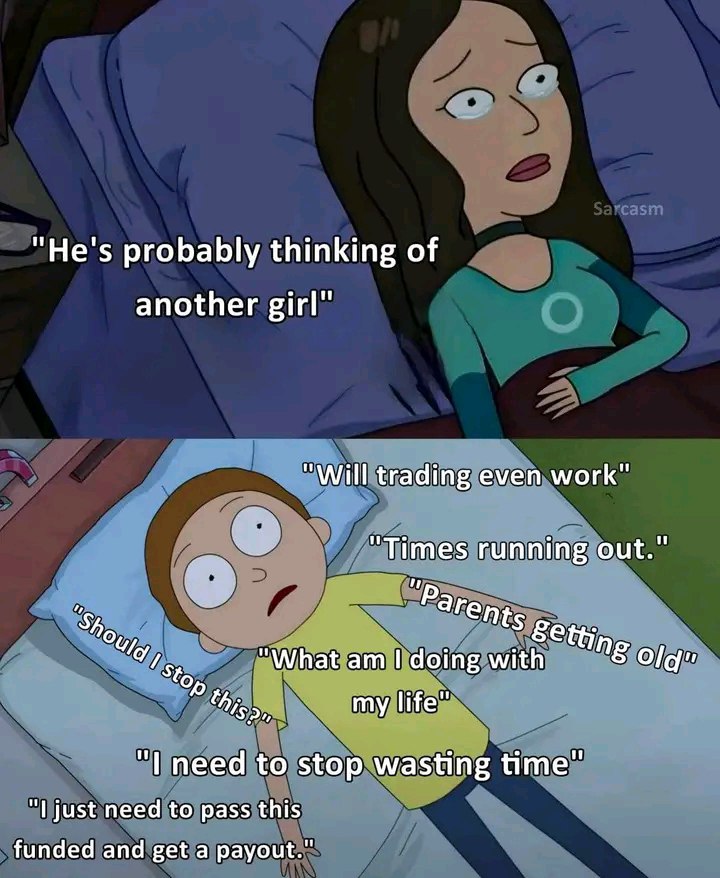 Sarcasm
"He's probably thinking of
another girl"
"Will trading even work"
"Times running out."
"Parents getting old"
"Should I stop this?"
"What am I doing with
my life"
"I need to stop wasting time"
"I just need to pass this
funded and get a payout."